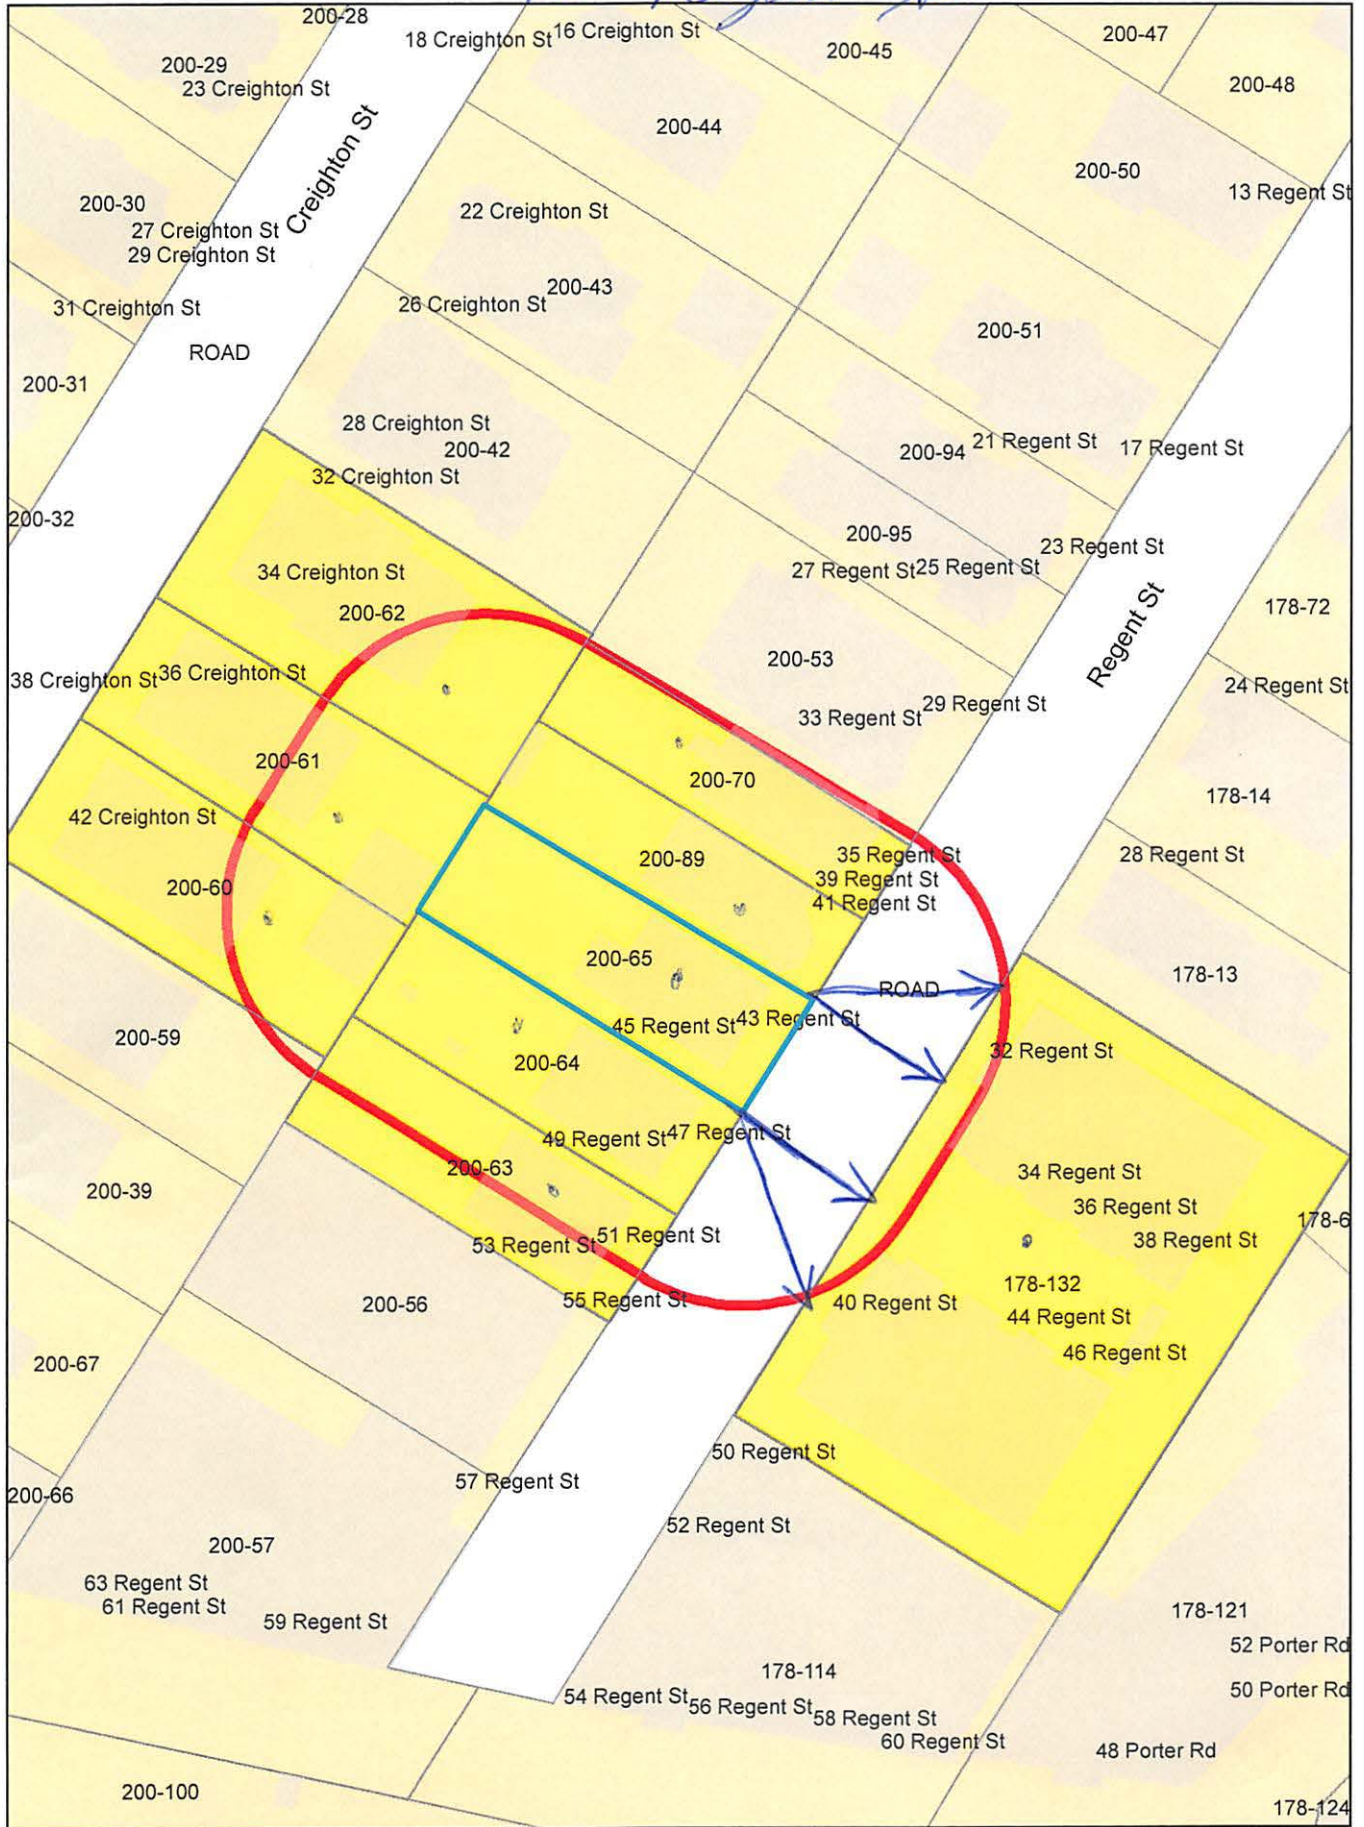 Regent St
200-28
18 Creighton St
16 Creighton St
200-45
200-47
200-29
23 Creighton St
200-48
200-44
Creighton St
200-50
13 Regent St
200-30
27 Creighton St
29 Creighton St
22 Creighton St
200-43
26 Creighton St
31 Creighton St
ROAD
200-51
200-31
28 Creighton St
200-42
21 Regent St
17 Regent St
200-94
32 Creighton St
200-32
200-95
23 Regent St
27 Regent St
25 Regent St
34 Creighton St
200-62
178-72
Regent St
200-53
38 Creighton St
36 Creighton St
24 Regent St
29 Regent St
33 Regent St
200-61
200-70
178-14
42 Creighton St
200-89
35 Regent St
28 Regent St
39 Regent St
200-60
41 Regent St
200-65
178-13
ROAD
45 Regent St
43 Regent St
200-59
200-64
32 Regent St
49 Regent St
47 Regent St
200-63
34 Regent St
200-39
36 Regent St
178-6
53 Regent St
51 Regent St
38 Regent St
178-132
55 Regent St
200-56
40 Regent St
44 Regent St
46 Regent St
200-67
50 Regent St
57 Regent St
200-66
52 Regent St
200-57
63 Regent St
61 Regent St
59 Regent St
178-121
52 Porter Rd
178-114
54 Regent St
56 Regent St
58 Regent St
60 Regent St
50 Porter Rd
48 Porter Rd
200-100
178-124